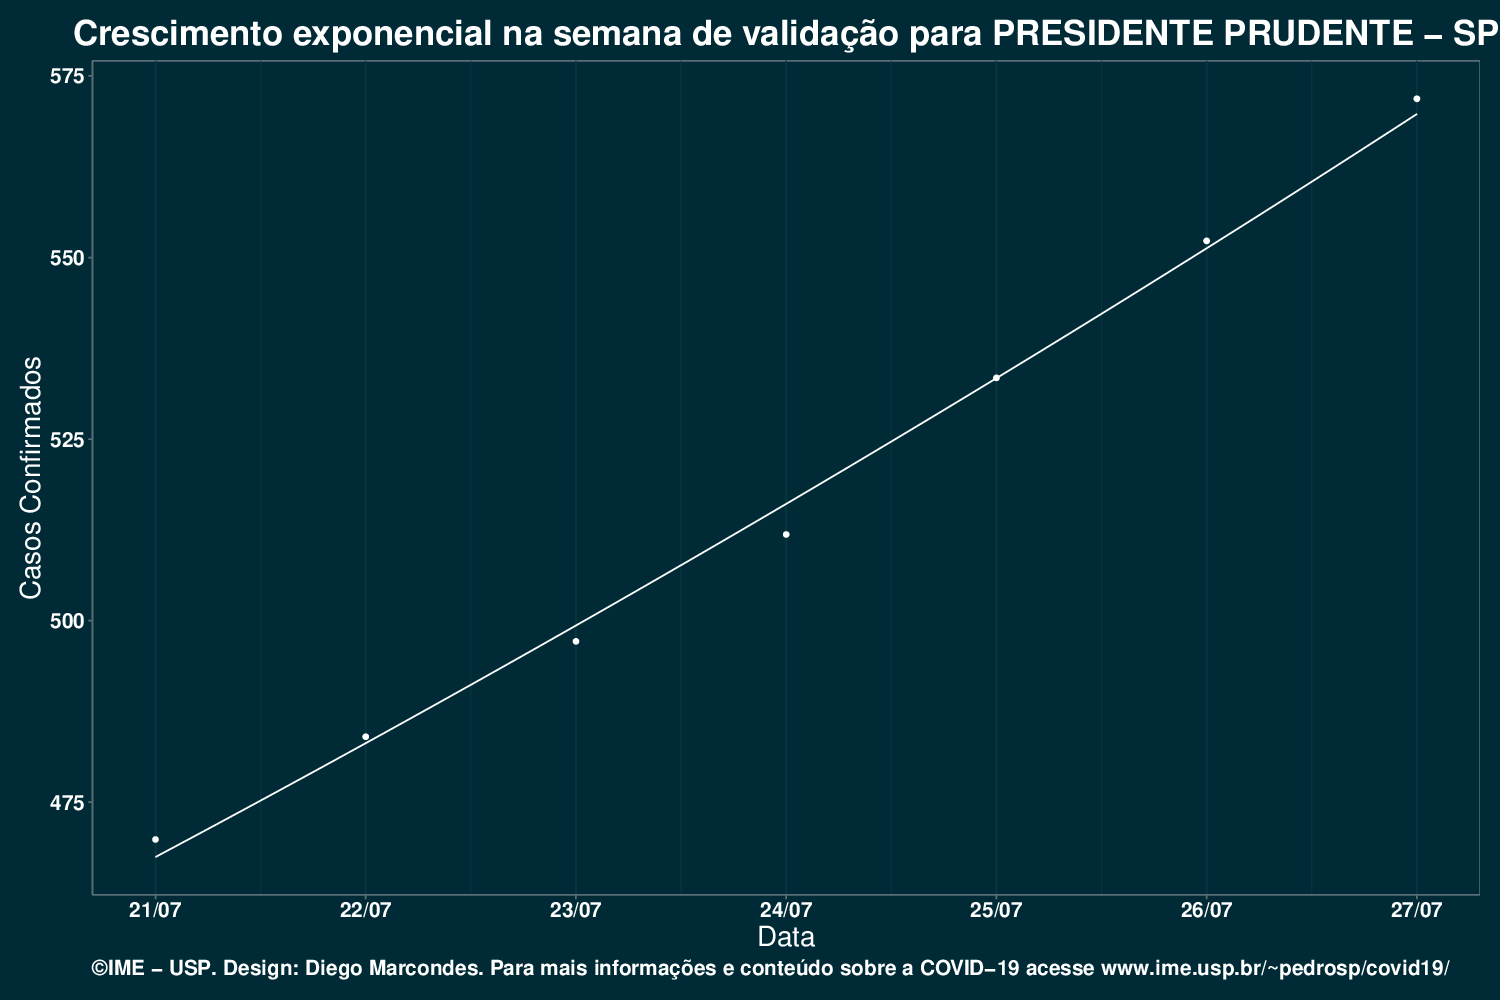 Crescimento exponencial na semana de validação para PRESIDENTE PRUDENTE – SP
575
550
525
500
475
Casos Confirmados
21/07 22/07 23/07 24/07 25/07 26/07 27/07
Data
©IME – USP. Design: Diego Marcondes. Para mais informações e conteúdo sobre a COVID–19 acesse www.ime.usp.br/~pedrosp/covid19/